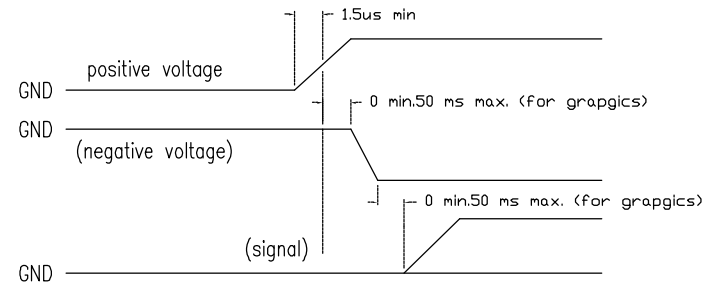 1.5us min
positive voltage
GND
0 min.50 ms max. (for grapgics)
GND
(negative voltage)
0 min.50 ms max. (for grapgics)
(signal)
GND